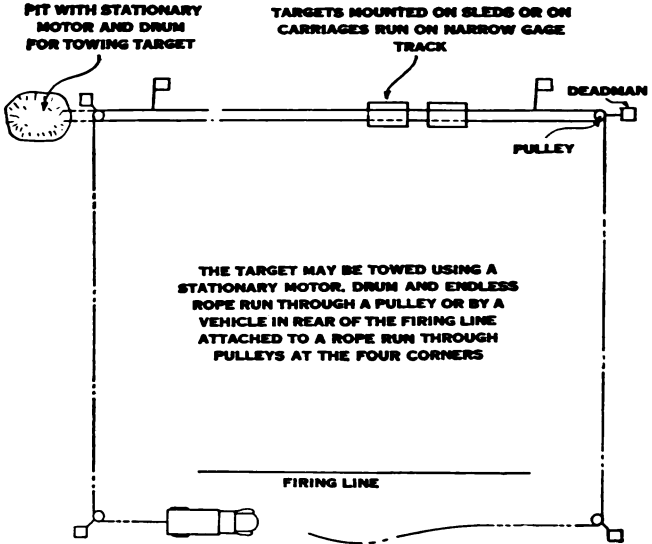 PIT WITH STATIONARY
MOTOR AND DRUM
FOR TOWING TARGET
TARGETS MOUNTED ON SLEDS OR ON
CARRIAGES RUN ON NARROW GAGE
TRACK
DEADMAN
PULLEY
THE TARGET MAY BE TOWED USING A
STATIONARY MOTOR, DRUM AND ENDLESS
ROPE RUN THROUGH A PULLEY OR BY A
VEHICLE IN REAR OF THE FIRING LINE
ATTACHED TO A ROPE RUN THROUGH
PULLEYS AT THE FOUR CORNERS
FIRING LINE